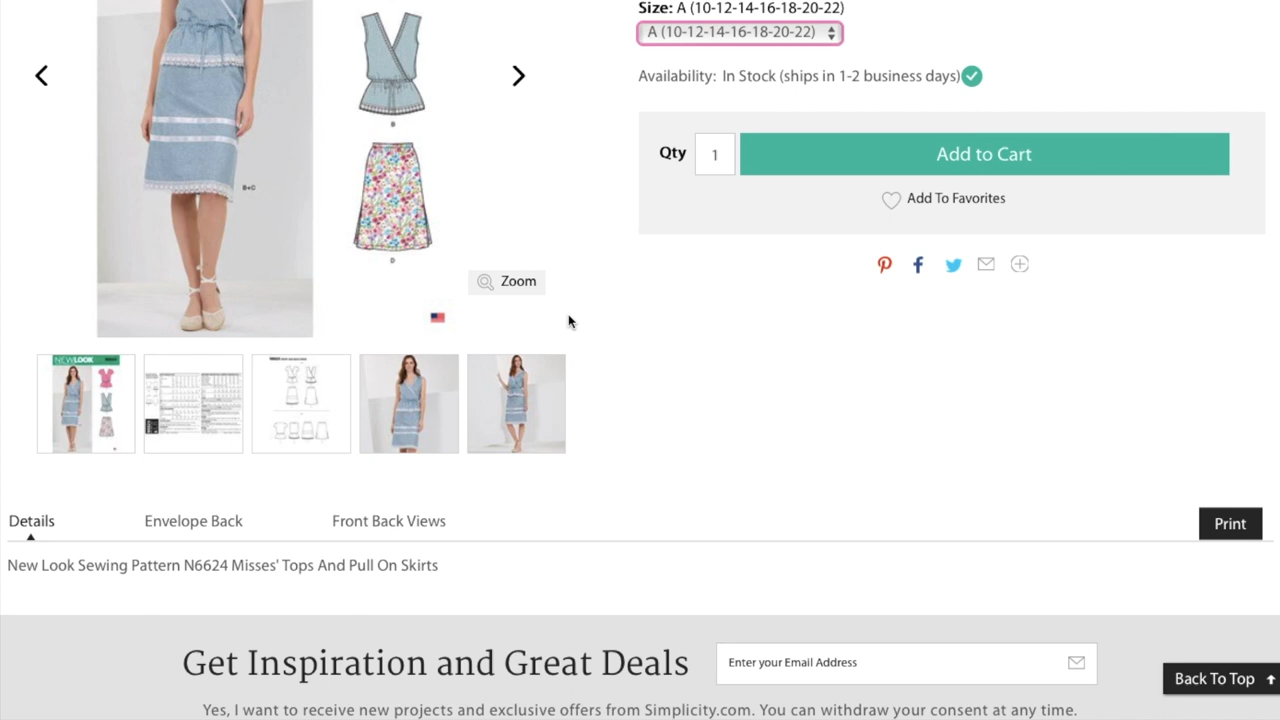 Size: A (10-12-14-16-18-20-22)
A (10-12-14-16-18-20-22)
Availability: In Stock (ships in 1-2 business days)
Qty 1 Add to Cart
Add To Favorites
B
B+C
D
Zoom
NEW LOOK
Details Envelope Back Front Back Views Print
New Look Sewing Pattern N6624 Misses' Tops And Pull On Skirts
Get Inspiration and Great Deals Enter your Email Address
Back To Top
Yes, I want to receive new projects and exclusive offers from Simplicity.com. You can withdraw your consent at any time.